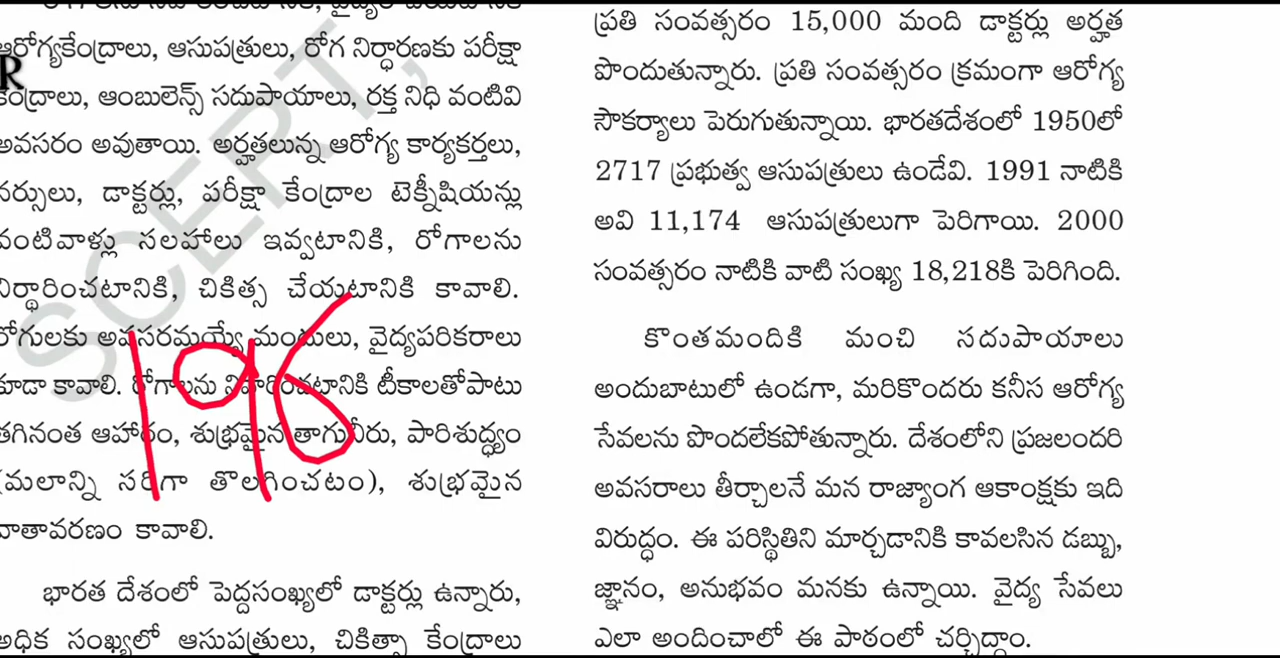 ఆరోగ్యకేంద్రాలు, ఆసుపత్రులు, రోగ నిర్ధారణకు పరీక్షా
కేంద్రాలు, ఆంబులెన్స్ సదుపాయాలు, రక్త నిధి వంటివి
అవసరం అవుతాయి. అర్హతలున్న ఆరోగ్య కార్యకర్తలు,
నర్సులు, డాక్టర్లు, పరీక్షా కేంద్రాల టెక్నీషియన్లు
వంటివాళ్లు సలహాలు ఇవ్వటానికి, రోగాలను
నిర్ధారించటానికి, చికిత్స చేయటానికి కావాలి.
రోగులకు అవసరమయ్యే మందులు, వైద్యపరికరాలు
కూడా కావాలి. రోగాలను నివారించటానికి టీకాలతోపాటు
తగినంత ఆహారం, శుభ్రమైన తాగునీరు, పారిశుద్ధ్యం
(మలాన్ని సరిగా తొలగించటం), శుభ్రమైన
వాతావరణం కావాలి.
భారత దేశంలో పెద్దసంఖ్యలో డాక్టర్లు ఉన్నారు,
అధిక సంఖ్యలో ఆసుపత్రులు, చికిత్సా కేంద్రాలు
ప్రతి సంవత్సరం 15,000 మంది డాక్టర్లు అర్హత
పొందుతున్నారు. ప్రతి సంవత్సరం క్రమంగా ఆరోగ్య
సౌకర్యాలు పెరుగుతున్నాయి. భారతదేశంలో 1950లో
2717 ప్రభుత్వ ఆసుపత్రులు ఉండేవి. 1991 నాటికి
అవి 11,174 ఆసుపత్రులుగా పెరిగాయి. 2000
సంవత్సరం నాటికి వాటి సంఖ్య 18,218కి పెరిగింది.
కొంతమందికి మంచి సదుపాయాలు
అందుబాటులో ఉండగా, మరికొందరు కనీస ఆరోగ్య
సేవలను పొందలేకపోతున్నారు. దేశంలోని ప్రజలందరి
అవసరాలు తీర్చాలనే మన రాజ్యాంగ ఆకాంక్షకు ఇది
విరుద్ధం. ఈ పరిస్థితిని మార్చడానికి కావలసిన డబ్బు,
జ్ఞానం, అనుభవం మనకు ఉన్నాయి. వైద్య సేవలు
ఎలా అందించాలో ఈ పాఠంలో చర్చిద్దాం.
SCERT,
R
196